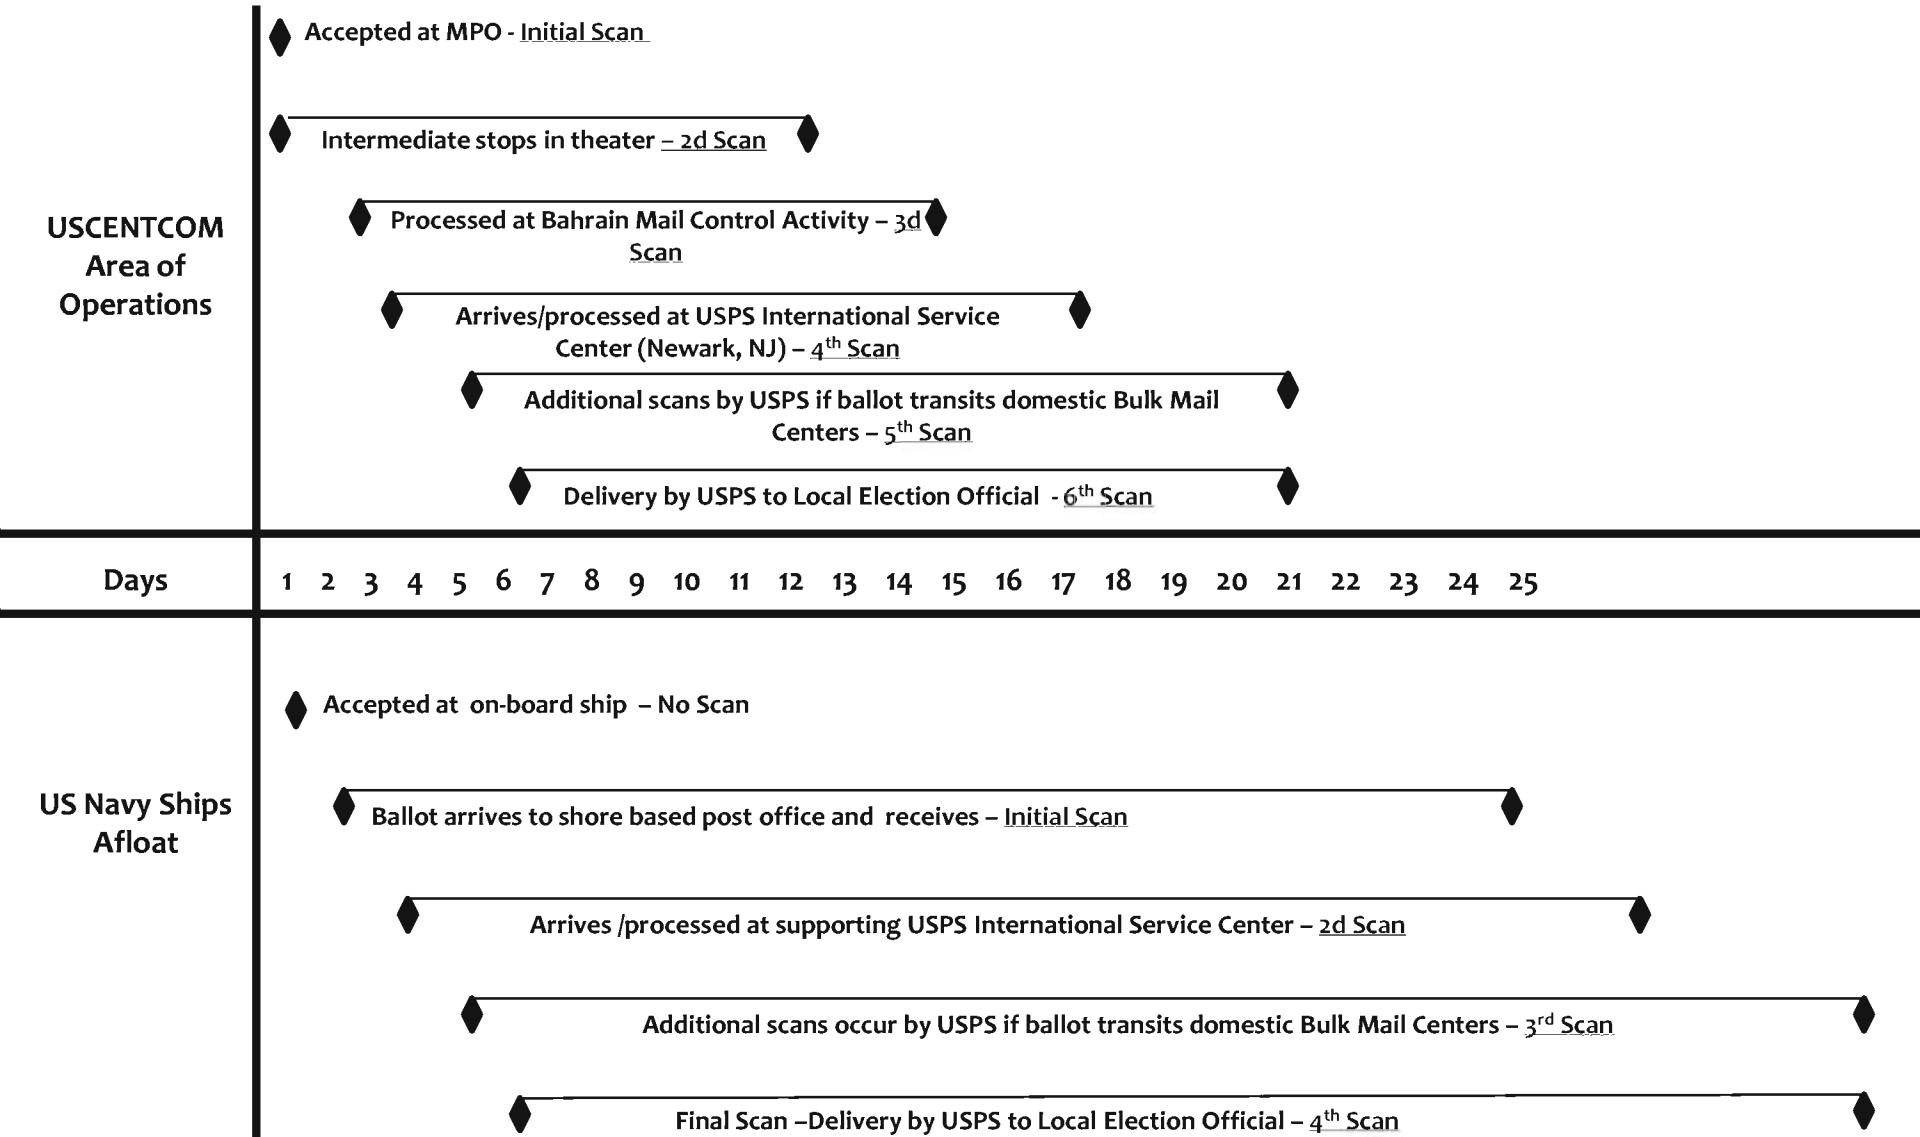 Accepted at MPO - Initial Scan
Intermediate stops in theater – 2d Scan
USCENTCOM
Area of
Operations
Processed at Bahrain Mail Control Activity – 3d
Scan
Arrives/processed at USPS International Service
Center (Newark, NJ) – 4th Scan
Additional scans by USPS if ballot transits domestic Bulk Mail
Centers – 5th Scan
Delivery by USPS to Local Election Official - 6th Scan
Days 1 2 3 4 5 6 7 8 9 10 11 12 13 14 15 16 17 18 19 20 21 22 23 24 25
Accepted at on-board ship – No Scan
US Navy Ships
Afloat
Ballot arrives to shore based post office and receives – Initial Scan
Arrives /processed at supporting USPS International Service Center – 2d Scan
Additional scans occur by USPS if ballot transits domestic Bulk Mail Centers – 3rd Scan
Final Scan –Delivery by USPS to Local Election Official – 4th Scan